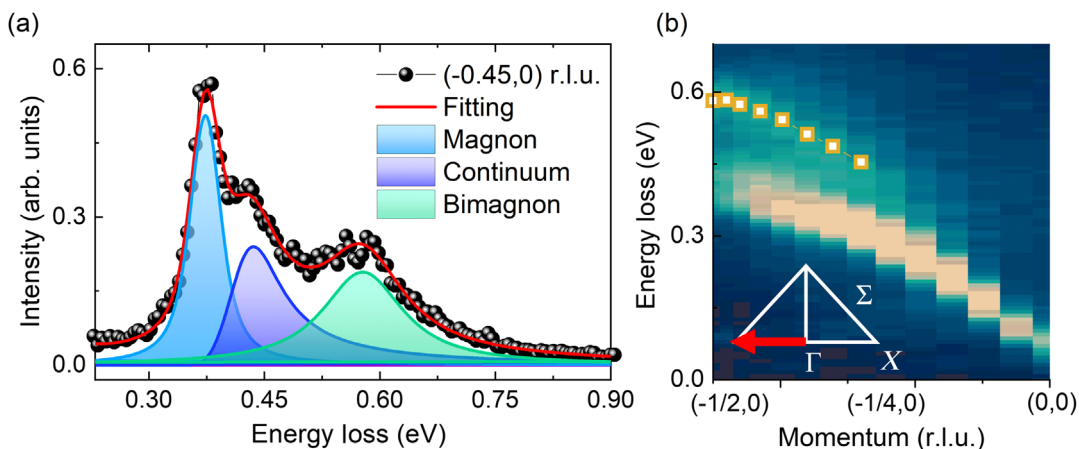 (a)
0.6
0.3
0.0
Intensity (arb. units)
(-0.45,0) r.l.u.
Fitting
Magnon
Continuum
Bimagnon
0.30 0.45 0.60 0.75 0.90
Energy loss (eV)
(b)
0.6
0.3
0.0
Energy loss (eV)
Σ
Γ X
(-1/2,0) (-1/4,0) (0,0)
Momentum (r.l.u.)